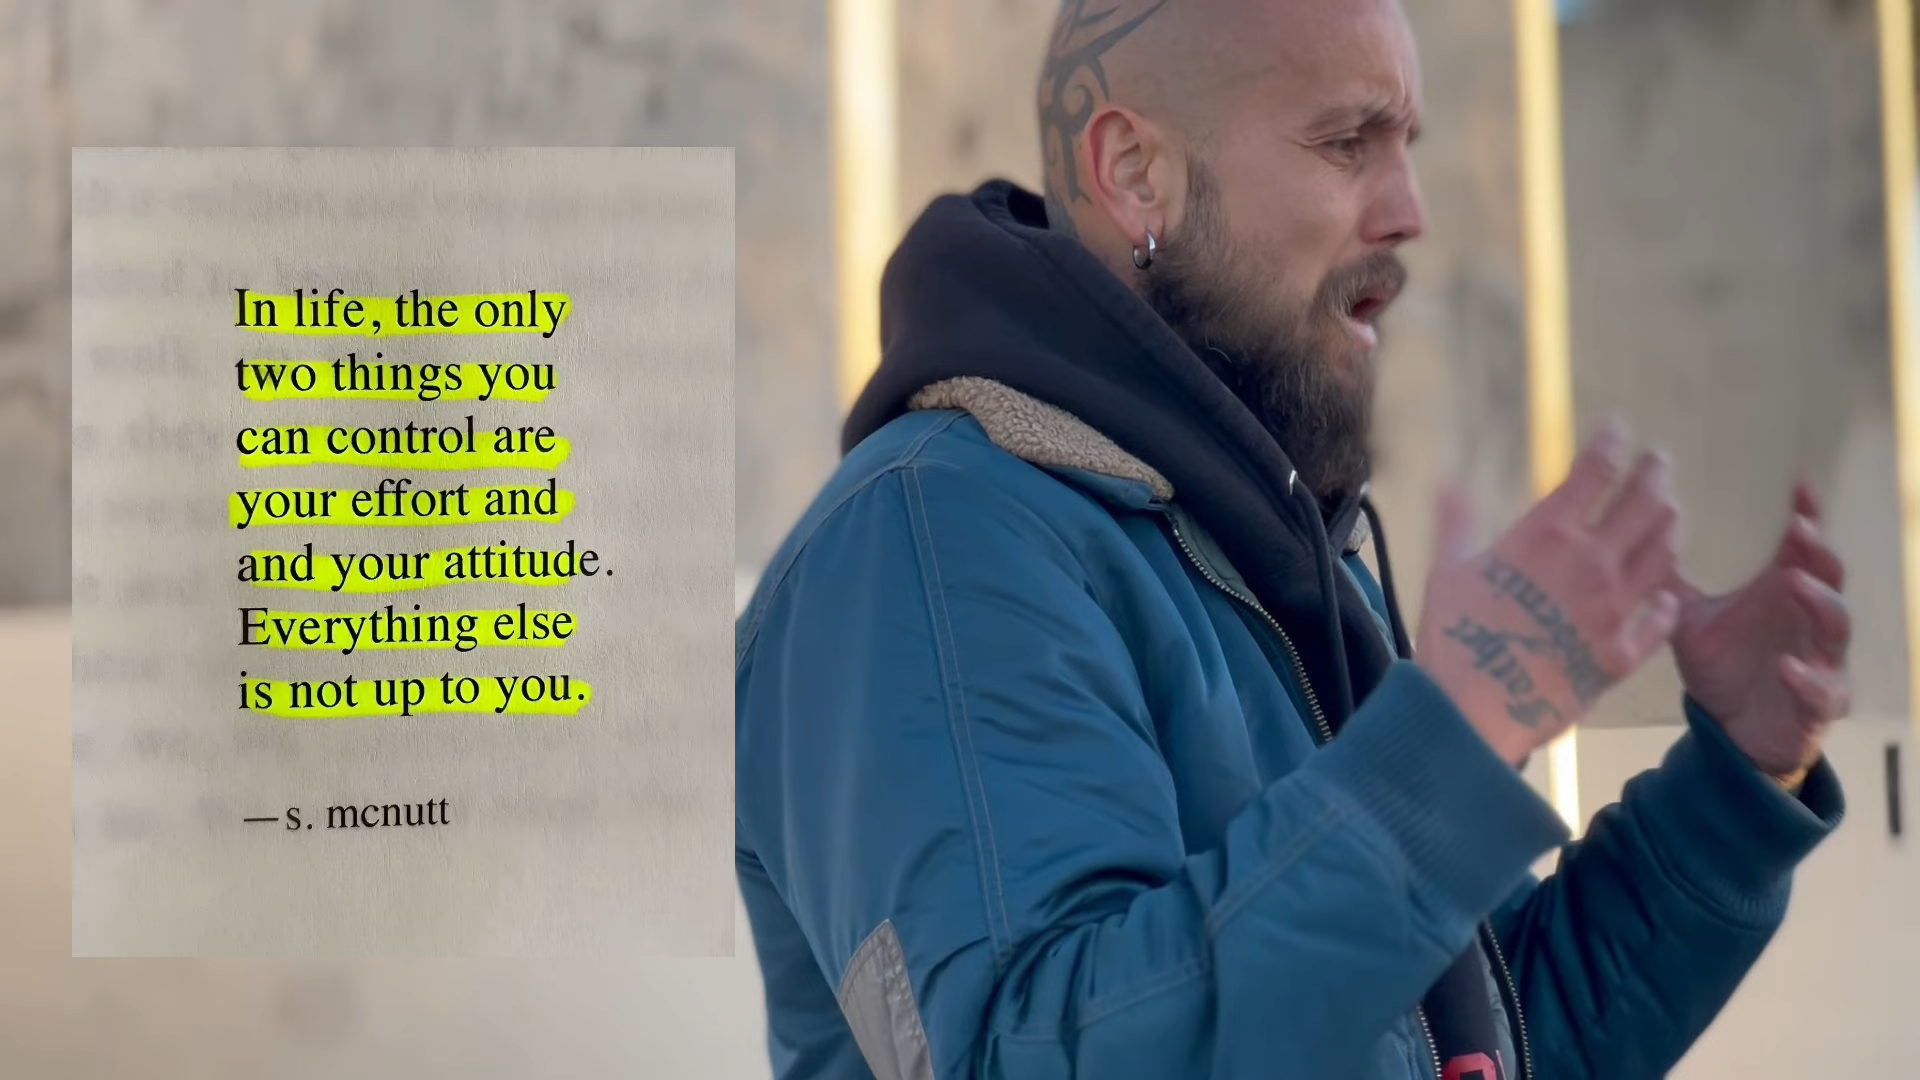 In life, the only
two things you
can control are
your effort and
and your attitude.
Everything else
is not up to you.
—s. mcnutt